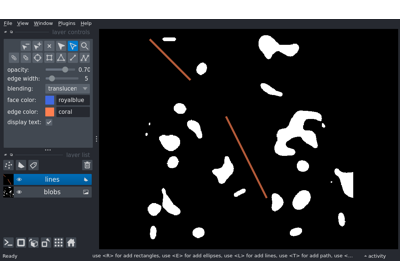 File View Window Plugins Help
layer controls
opacity: 0.70
edge width: 5
blending: translucen
face color: royalblue
edge color: coral
display text:
layer list
lines
blobs
Ready use <R> for add rectangles, use <E> for add ellipses, use <L> for add lines, use <T> for add path, use <... activity